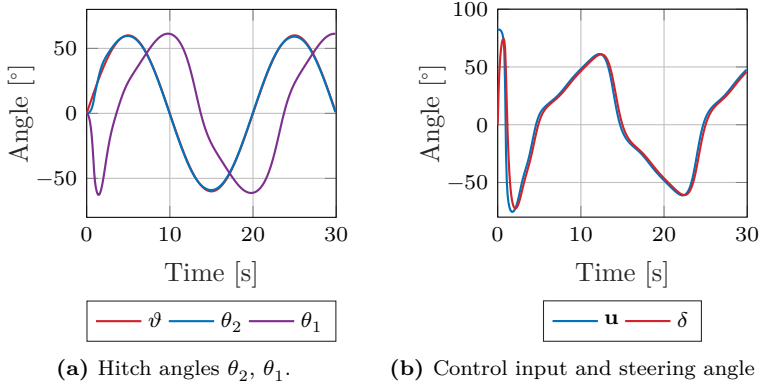 Angle [°]
50
0
−50
0 10 20 30
Time [s]
ϑ θ₂ θ₁
(a) Hitch angles θ₂, θ₁.
Angle [°]
100
50
0
−50
0 10 20 30
Time [s]
u δ
(b) Control input and steering angle